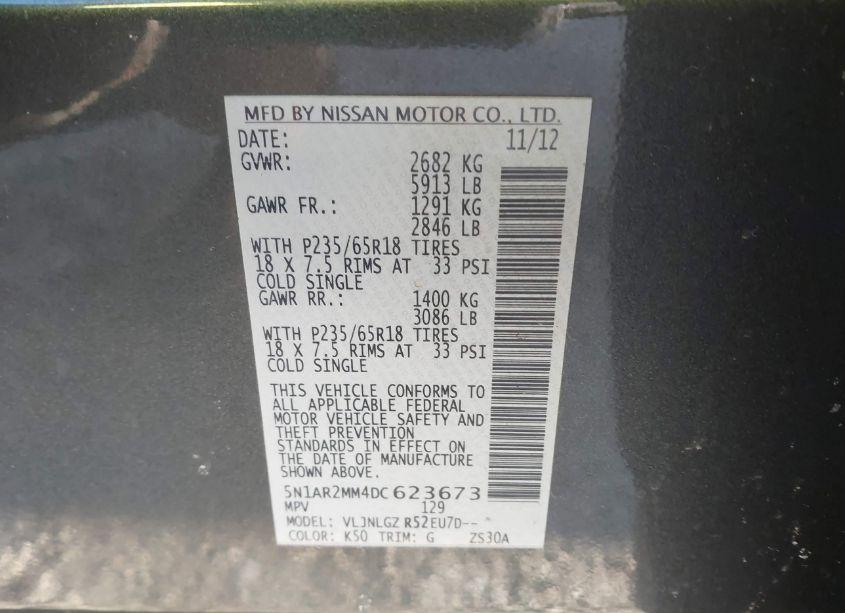 MFD BY NISSAN MOTOR CO., LTD.
DATE: 11/12
GVWR: 2682 KG
5913 LB
GAWR FR.: 1291 KG
2846 LB
WITH P235/65R18 TIRES
18 X 7.5 RIMS AT 33 PSI
COLD SINGLE
GAWR RR.: 1400 KG
3086 LB
WITH P235/65R18 TIRES
18 X 7.5 RIMS AT 33 PSI
COLD SINGLE
THIS VEHICLE CONFORMS TO
ALL APPLICABLE FEDERAL
MOTOR VEHICLE SAFETY AND
THEFT PREVENTION
STANDARDS IN EFFECT ON
THE DATE OF MANUFACTURE
SHOWN ABOVE.
5N1AR2MM4DC623673
MPV 129
MODEL: VLJNLGZ R52EU7D--
COLOR: K50 TRIM: G ZS30A